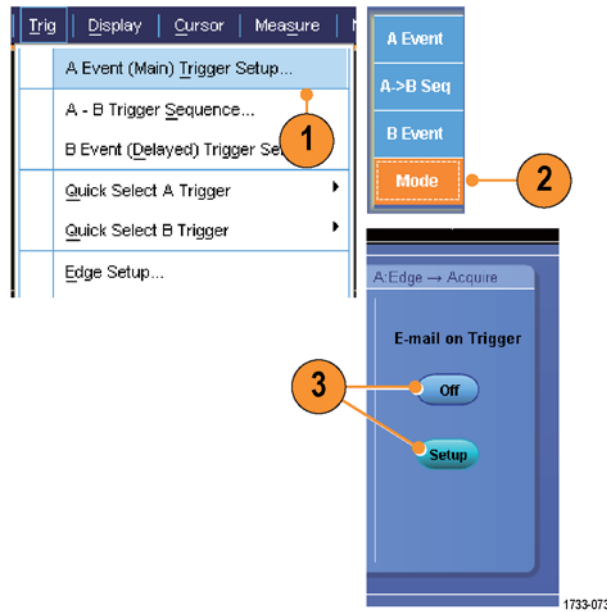 Trig Display Cursor Measure
A Event (Main) Trigger Setup...
A - B Trigger Sequence...
B Event (Delayed) Trigger Se
Quick Select A Trigger
Quick Select B Trigger
Edge Setup...
1
A Event
A->B Seq
B Event
Mode
2
A:Edge → Acquire
E-mail on Trigger
Off
Setup
3
1733-073